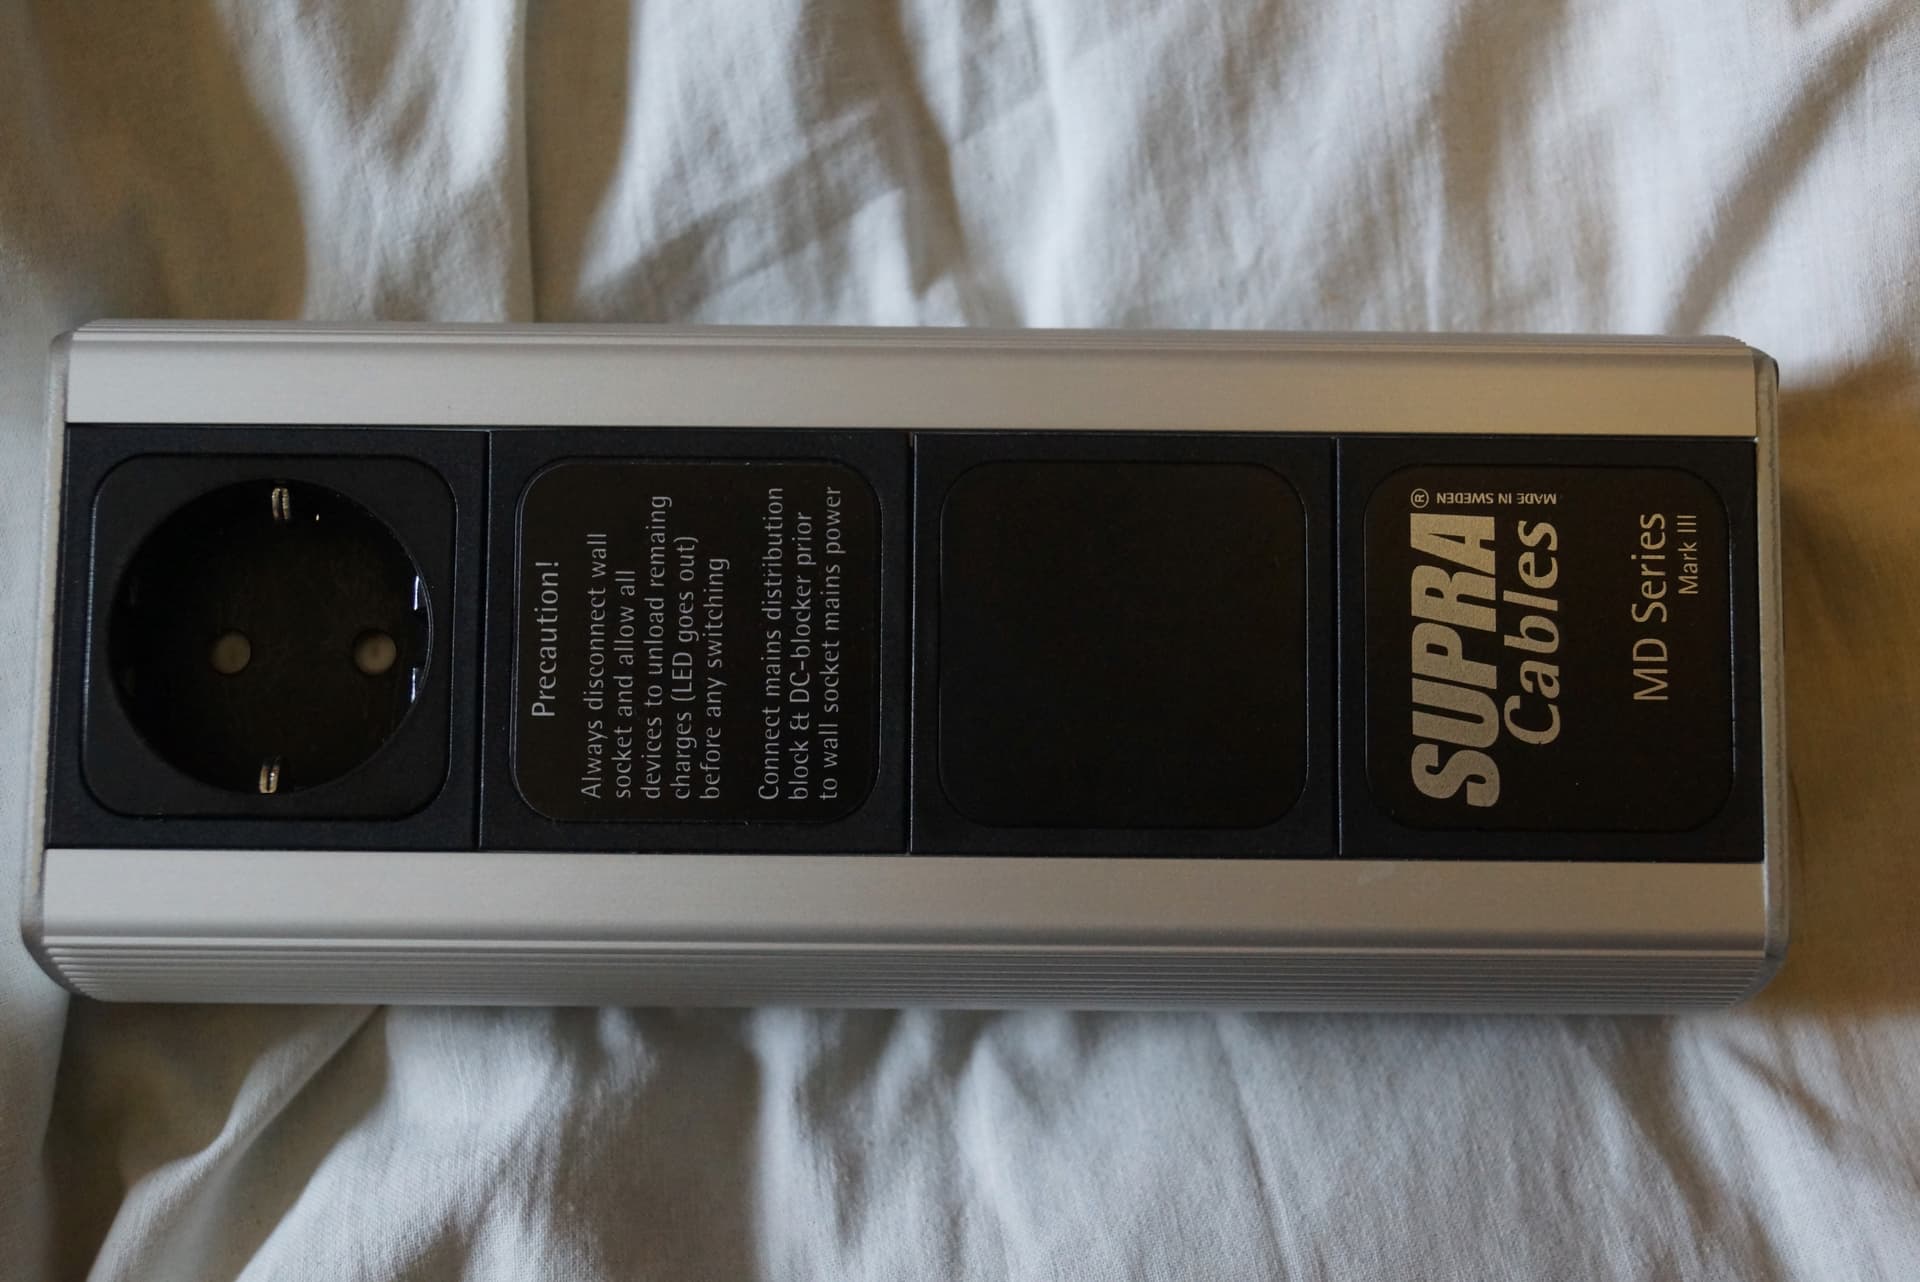 Precaution!
Always disconnect wall
socket and allow all
devices to unload remaining
charges (LED goes out)
before any switching
Connect mains distribution
block & DC-blocker prior
to wall socket mains power
SUPRA®
Cables
MADE IN SWEDEN
MD Series
Mark III